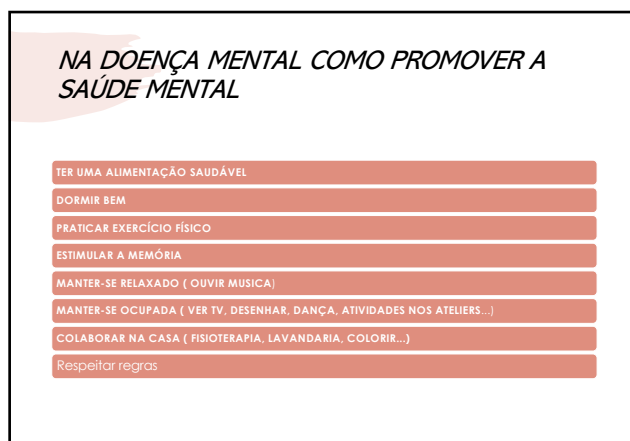 NA DOENÇA MENTAL COMO PROMOVER A
SAÚDE MENTAL
TER UMA ALIMENTAÇÃO SAUDÁVEL
DORMIR BEM
PRATICAR EXERCÍCIO FÍSICO
ESTIMULAR A MEMÓRIA
MANTER-SE RELAXADO ( OUVIR MUSICA)
MANTER-SE OCUPADA ( VER TV, DESENHAR, DANÇA, ATIVIDADES NOS ATELIERS...)
COLABORAR NA CASA ( FISIOTERAPIA, LAVANDARIA, COLORIR...)
Respeitar regras